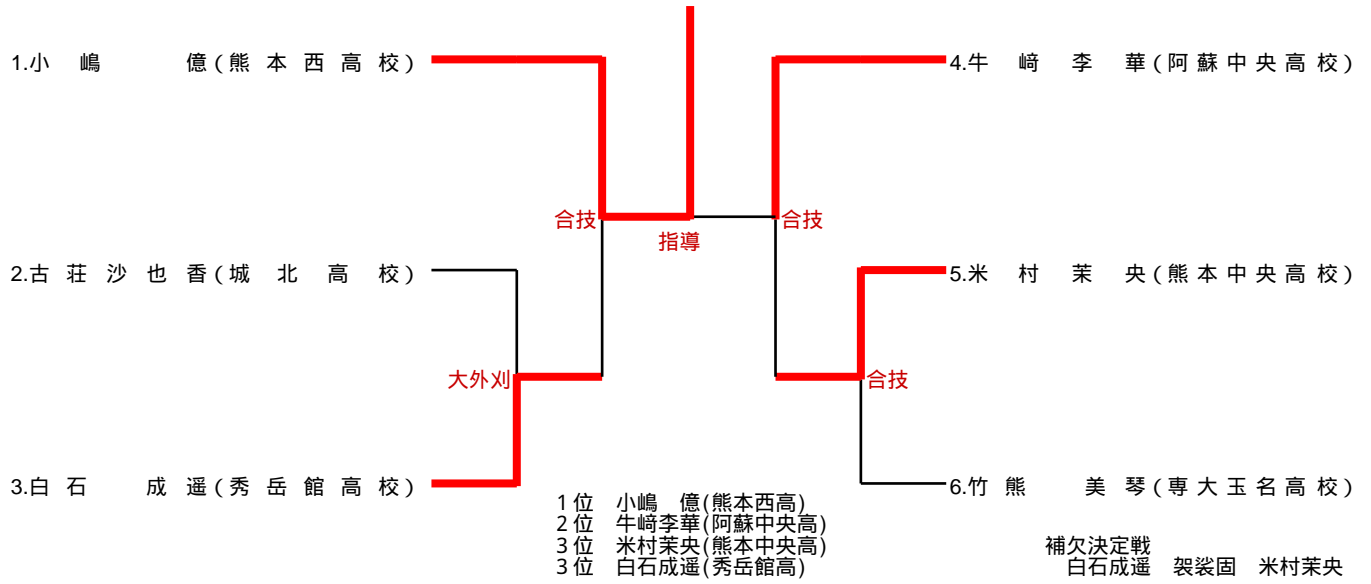 1.小嶋 億(熊本西高校)
4.牛﨑李華(阿蘇中央高校)
合技
合技
指導
2.古荘沙也香(城北高校)
5.米村茉央(熊本中央高校)
大外刈
合技
3.白石 成遥(秀岳館高校)
6.竹熊 美琴(専大玉名高校)
1位 小嶋 億(熊本西高)
2位 牛﨑李華(阿蘇中央高)
3位 米村茉央(熊本中央高)
3位 白石成遥(秀岳館高)
補欠決定戦
白石成遥 袈裟固 米村茉央